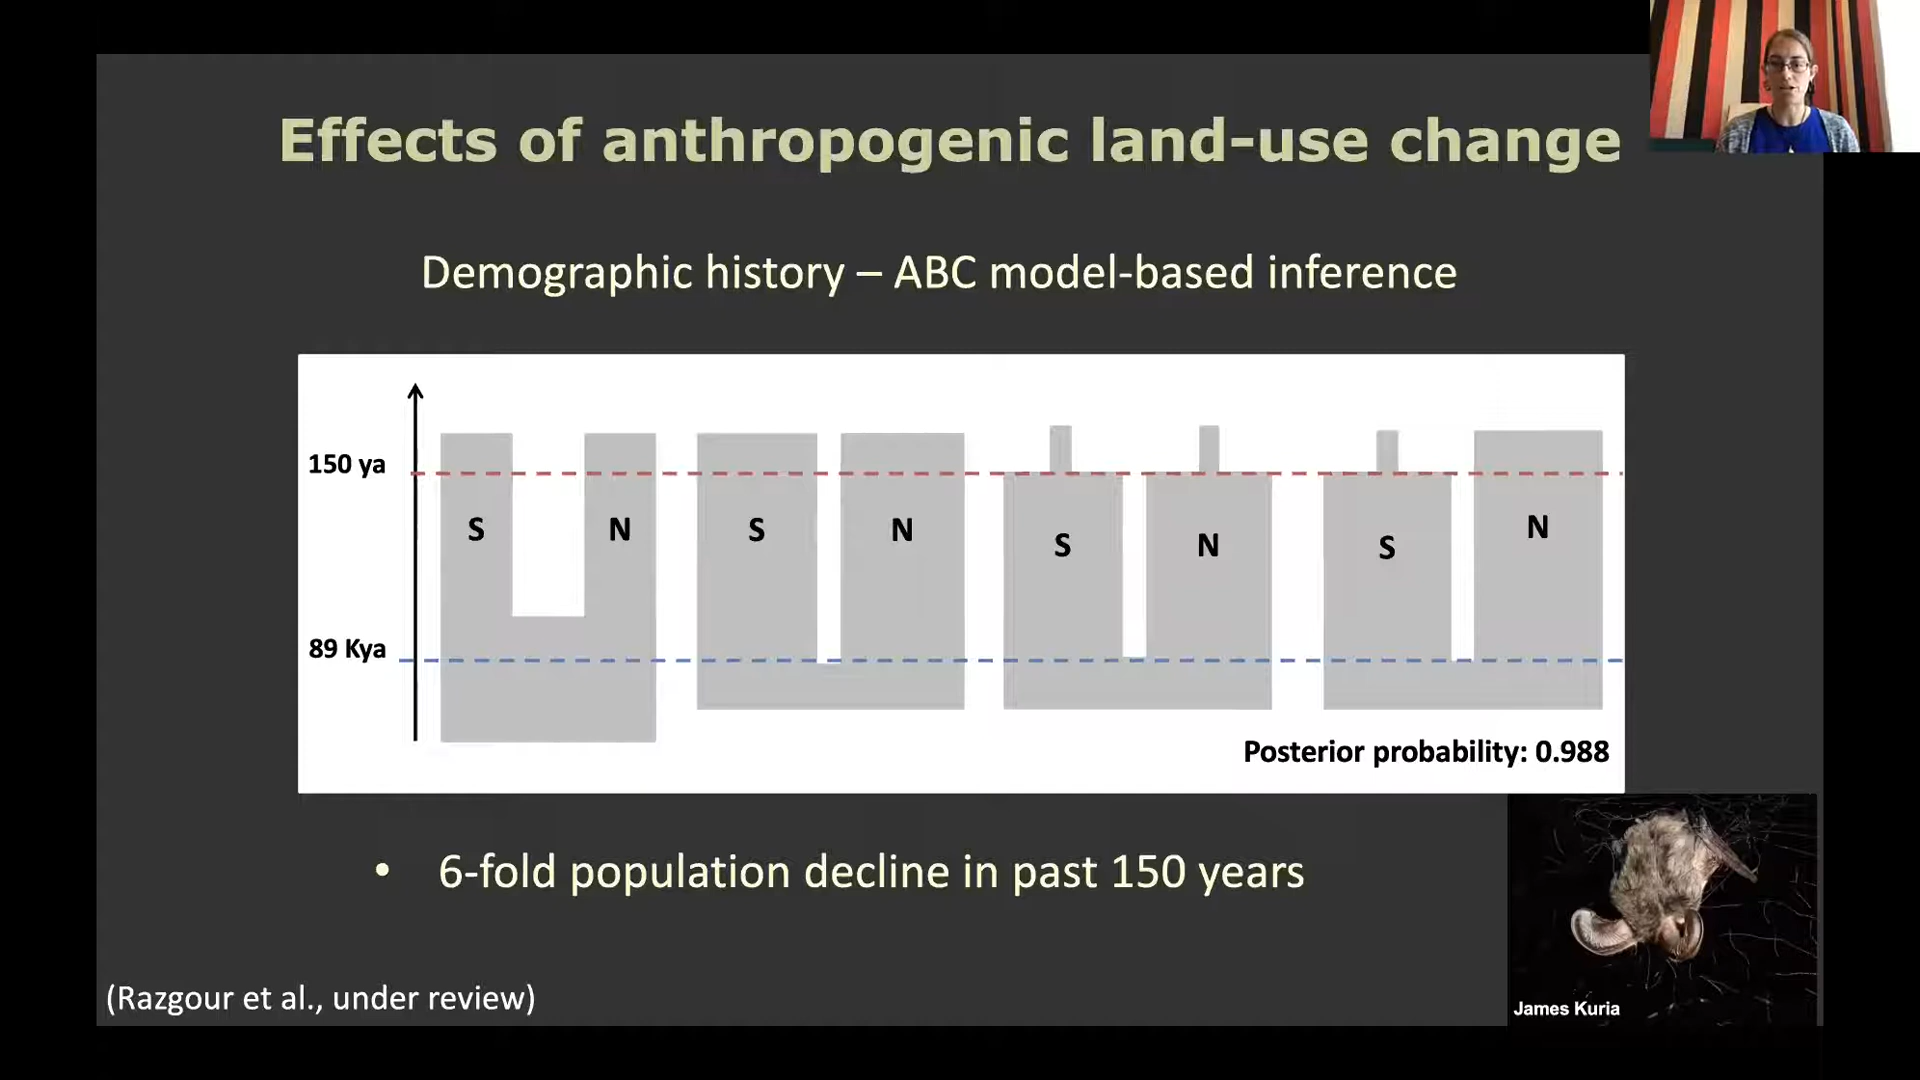 Effects of anthropogenic land-use change
Demographic history – ABC model-based inference
150 ya
S N S N S N S N
89 Kya
Posterior probability: 0.988
• 6-fold population decline in past 150 years
(Razgour et al., under review)
James Kuria